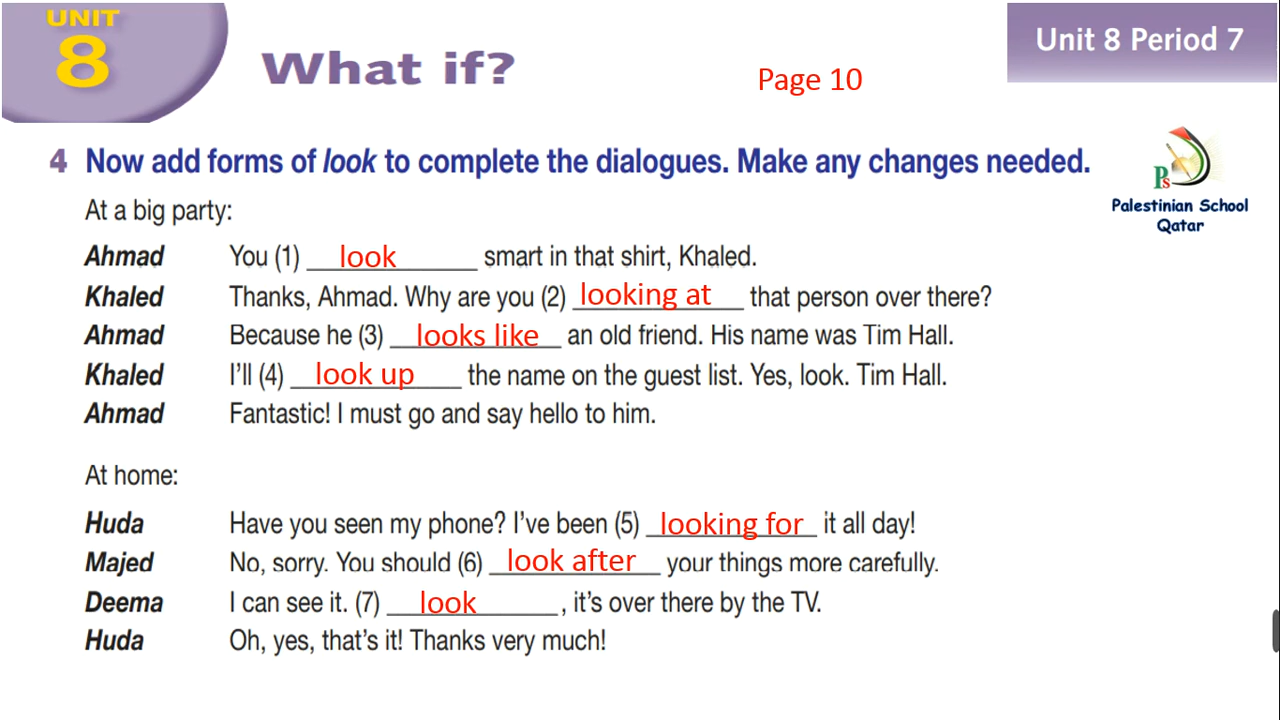 UNIT
8
What if?
Page 10
Unit 8 Period 7
Palestinian School
Qatar
Ps
4 Now add forms of look to complete the dialogues. Make any changes needed.
At a big party:
Ahmad You (1) look smart in that shirt, Khaled.
Khaled Thanks, Ahmad. Why are you (2) looking at that person over there?
Ahmad Because he (3) looks like an old friend. His name was Tim Hall.
Khaled I'll (4) look up the name on the guest list. Yes, look. Tim Hall.
Ahmad Fantastic! I must go and say hello to him.
At home:
Huda Have you seen my phone? I've been (5) looking for it all day!
Majed No, sorry. You should (6) look after your things more carefully.
Deema I can see it. (7) look, it's over there by the TV.
Huda Oh, yes, that's it! Thanks very much!